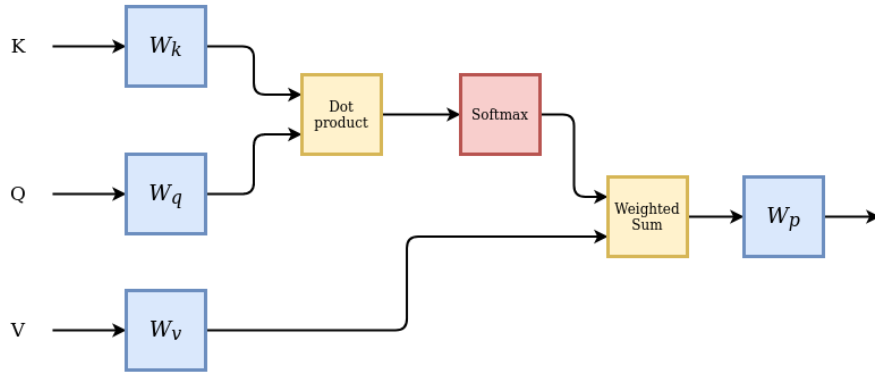 K
W_k
Dot
product
Softmax
Q
W_q
Weighted
Sum
W_p
V
W_v